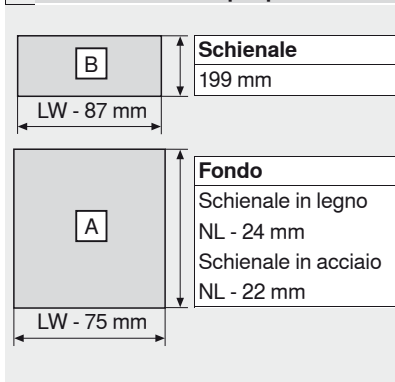 B
Schienale
199 mm
LW - 87 mm
A
Fondo
Schienale in legno
NL - 24 mm
Schienale in acciaio
NL - 22 mm
LW - 75 mm